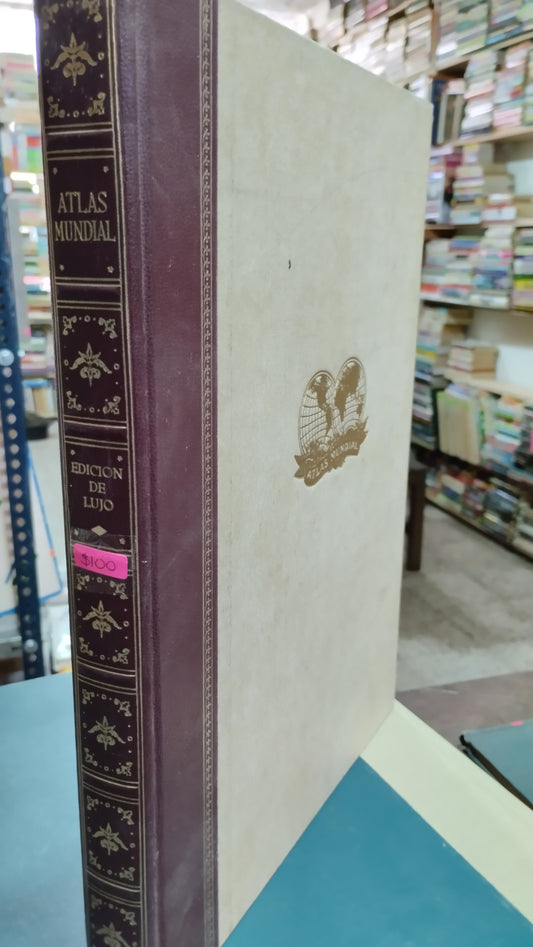 ATLAS
MUNDIAL
EDICION
DE
LUJO
$100
ATLAS MUNDIAL